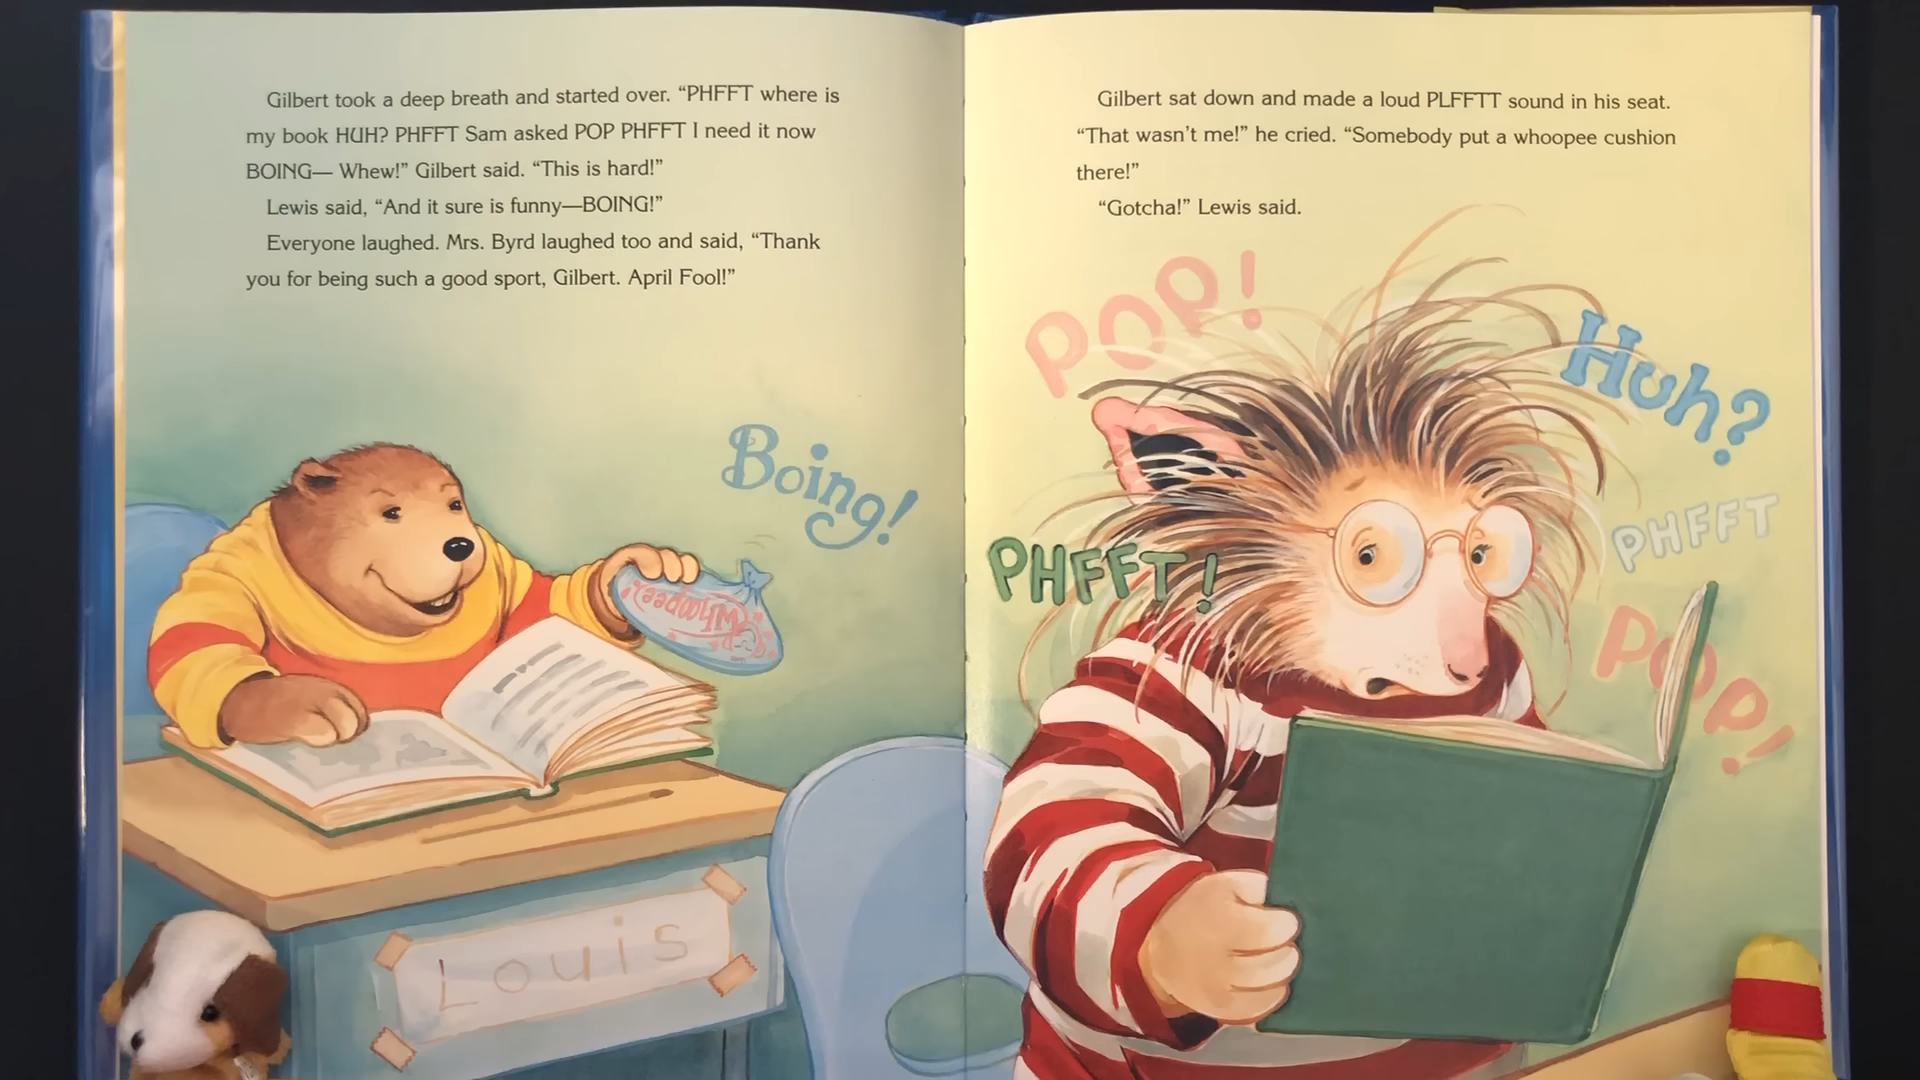 Gilbert took a deep breath and started over. “PHFFT where is
my book HUH? PHFFT Sam asked POP PHFFT I need it now
BOING— Whew!” Gilbert said. “This is hard!”
Lewis said, “And it sure is funny—BOING!”
Everyone laughed. Mrs. Byrd laughed too and said, “Thank
you for being such a good sport, Gilbert. April Fool!”
Boing!
Whoopee!
Louis
Gilbert sat down and made a loud PLFFTT sound in his seat.
“That wasn’t me!” he cried. “Somebody put a whoopee cushion
there!”
“Gotcha!” Lewis said.
POP!
Huh?
PHFFT!
PHFFT
POP!